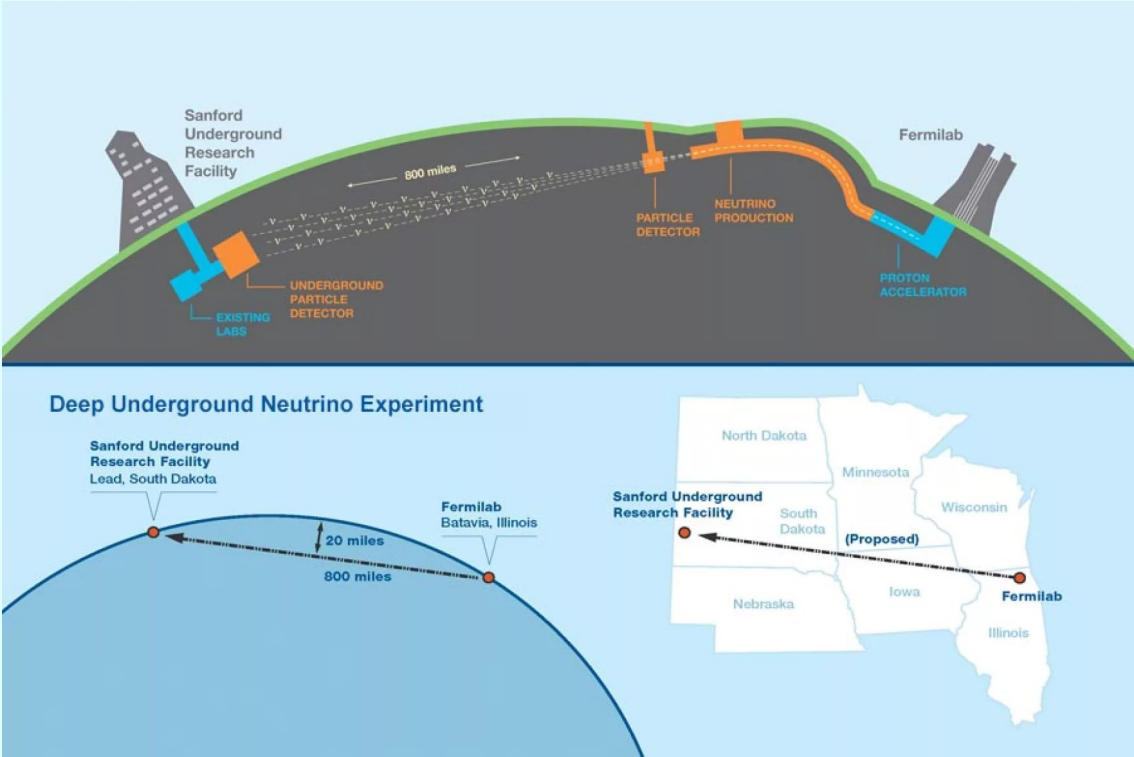 Sanford
Underground
Research
Facility
Fermilab
800 miles
ν ν ν ν ν ν
ν ν ν ν ν ν
ν ν ν ν
ν ν
PARTICLE
DETECTOR
NEUTRINO
PRODUCTION
PROTON
ACCELERATOR
UNDERGROUND
PARTICLE
DETECTOR
EXISTING
LABS
Deep Underground Neutrino Experiment
Sanford Underground
Research Facility
Lead, South Dakota
Fermilab
Batavia, Illinois
20 miles
800 miles
North Dakota
Minnesota
Sanford Underground
Research Facility
South
Dakota
Wisconsin
(Proposed)
Nebraska
Iowa
Fermilab
Illinois